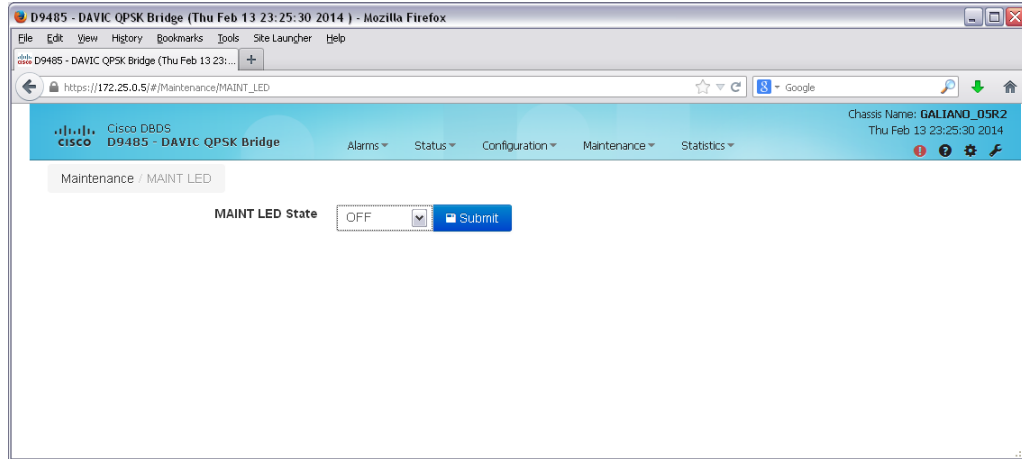 D9485 - DAVIC QPSK Bridge (Thu Feb 13 23:25:30 2014 ) - Mozilla Firefox
File Edit View History Bookmarks Tools Site Launcher Help
D9485 - DAVIC QPSK Bridge (Thu Feb 13 23:... +
https://172.25.0.5/#/Maintenance/MAINT_LED
8 Google
Chassis Name: GALIANO_05R2
Thu Feb 13 23:25:30 2014
CISCO
Cisco DBDS
D9485 - DAVIC QPSK Bridge
Alarms Status Configuration Maintenance Statistics
Maintenance / MAINT LED
MAINT LED State OFF Submit